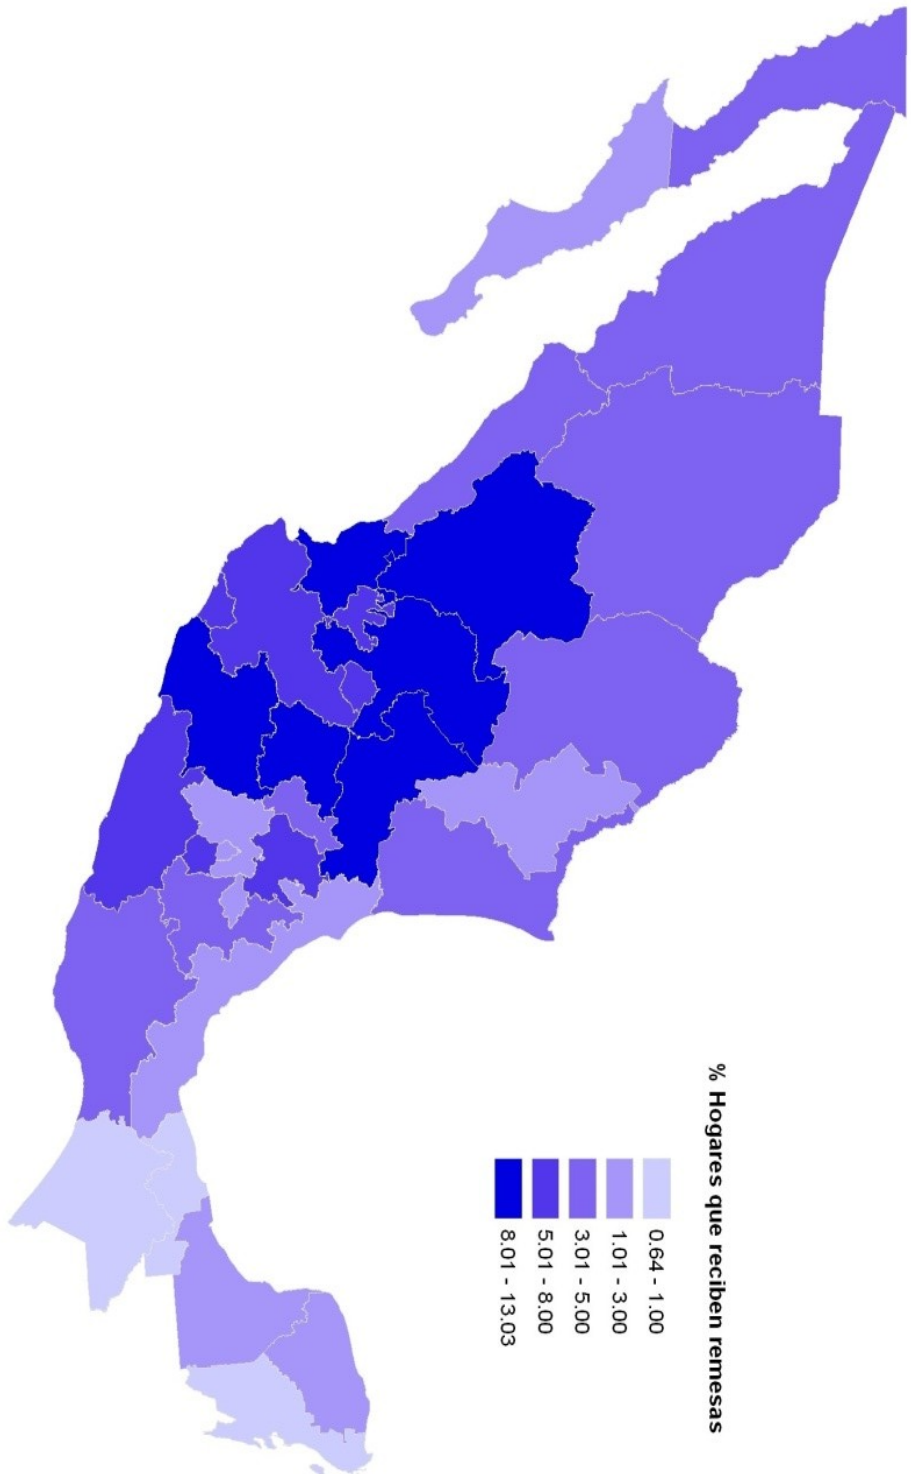 % Hogares que reciben remesas
0.64 - 1.00
1.01 - 3.00
3.01 - 5.00
5.01 - 8.00
8.01 - 13.03